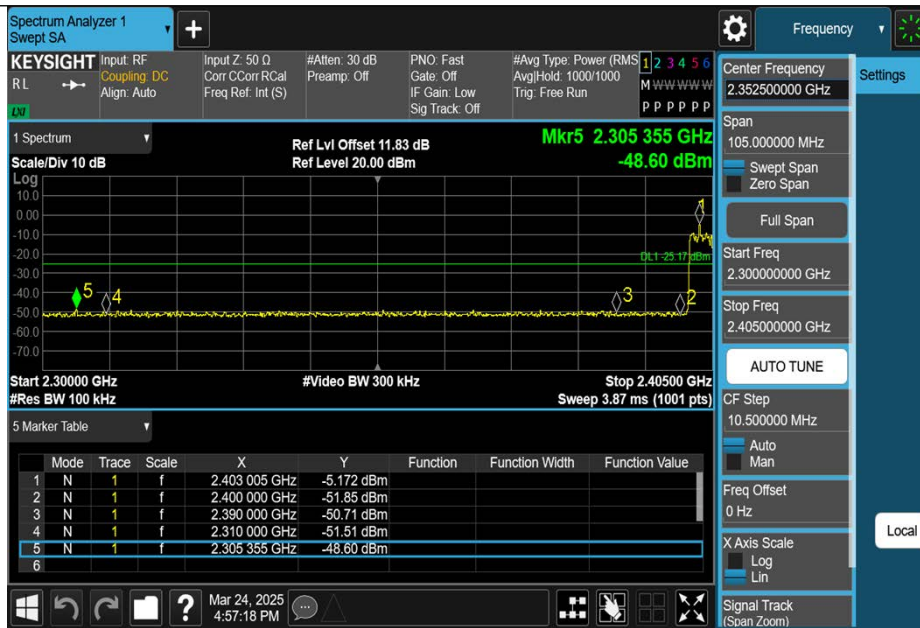 Spectrum Analyzer 1
Swept SA
Frequency
KEYSIGHT
R L
LXI
Input: RF
Coupling: DC
Align: Auto
Input Z: 50 Ω
Corr CCorr RCal
Freq Ref: Int (S)
#Atten: 30 dB
Preamp: Off
PNO: Fast
Gate: Off
IF Gain: Low
Sig Track: Off
#Avg Type: Power (RMS
Avg|Hold: 1000/1000
Trig: Free Run
1 2 3 4 5 6
M W W W W W
P P P P P P
1 Spectrum
Scale/Div 10 dB
Ref Lvl Offset 11.83 dB
Ref Level 20.00 dBm
Mkr5 2.305 355 GHz
-48.60 dBm
Log
10.0
0.00
-10.0
-20.0
-30.0
-40.0
-50.0
-60.0
-70.0
1
DL1 -25.17 dBm
5
4
3
2
Start 2.30000 GHz
#Video BW 300 kHz
Stop 2.40500 GHz
#Res BW 100 kHz
Sweep 3.87 ms (1001 pts)
5 Marker Table
Mode Trace Scale X Y Function Function Width Function Value
1 N 1 f 2.403 005 GHz -5.172 dBm
2 N 1 f 2.400 000 GHz -51.85 dBm
3 N 1 f 2.390 000 GHz -50.71 dBm
4 N 1 f 2.310 000 GHz -51.51 dBm
5 N 1 f 2.305 355 GHz -48.60 dBm
6
Mar 24, 2025
4:57:18 PM
Center Frequency
2.352500000 GHz
Settings
Span
105.000000 MHz
Swept Span
Zero Span
Full Span
Start Freq
2.300000000 GHz
Stop Freq
2.405000000 GHz
AUTO TUNE
CF Step
10.500000 MHz
Auto
Man
Freq Offset
0 Hz
Local
X Axis Scale
Log
Lin
Signal Track
(Span Zoom)